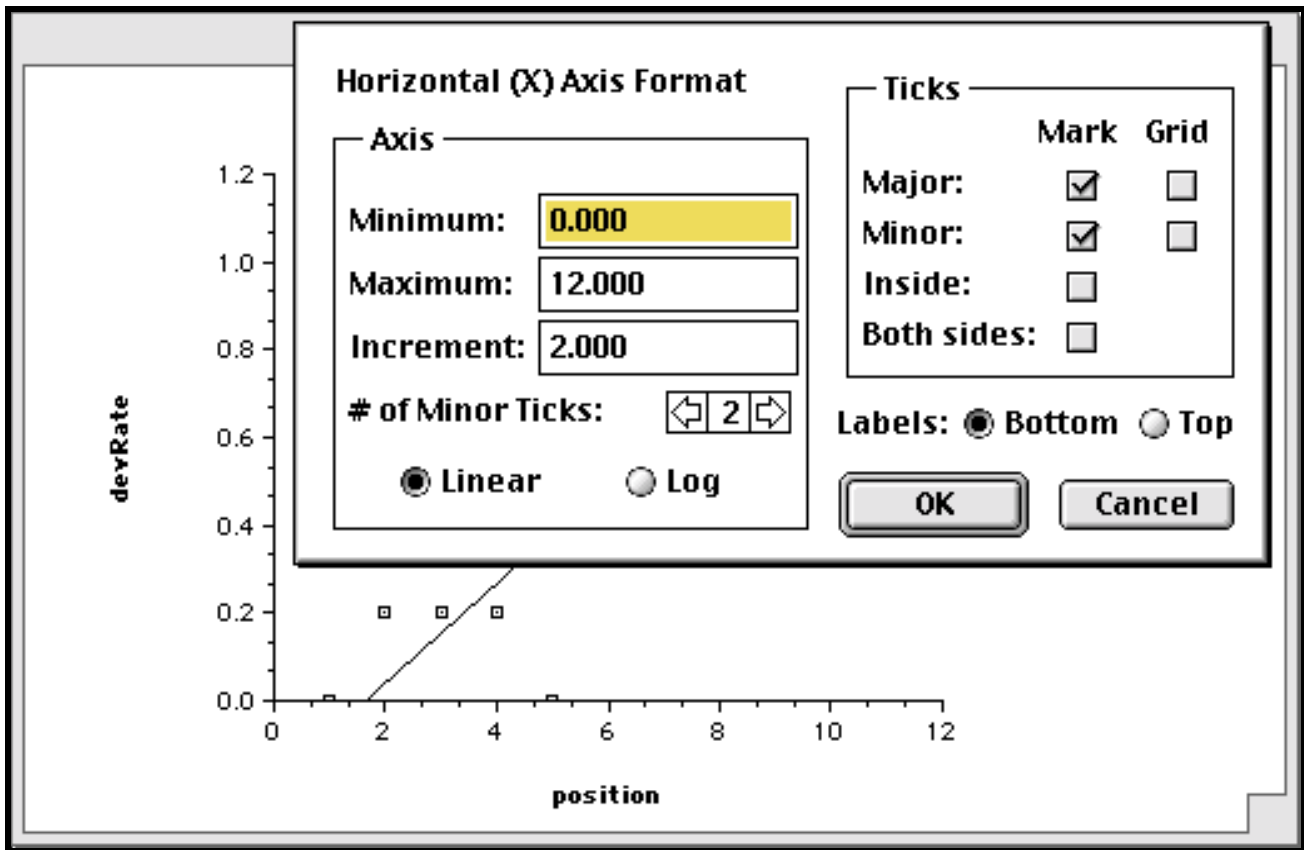 Horizontal (X) Axis Format
Axis
Minimum: 0.000
Maximum: 12.000
Increment: 2.000
# of Minor Ticks: 2
Linear Log
Ticks
Mark Grid
Major:
Minor:
Inside:
Both sides:
Labels: Bottom Top
OK Cancel
devRate
1.2
1.0
0.8
0.6
0.4
0.2
0.0
0 2 4 6 8 10 12
position